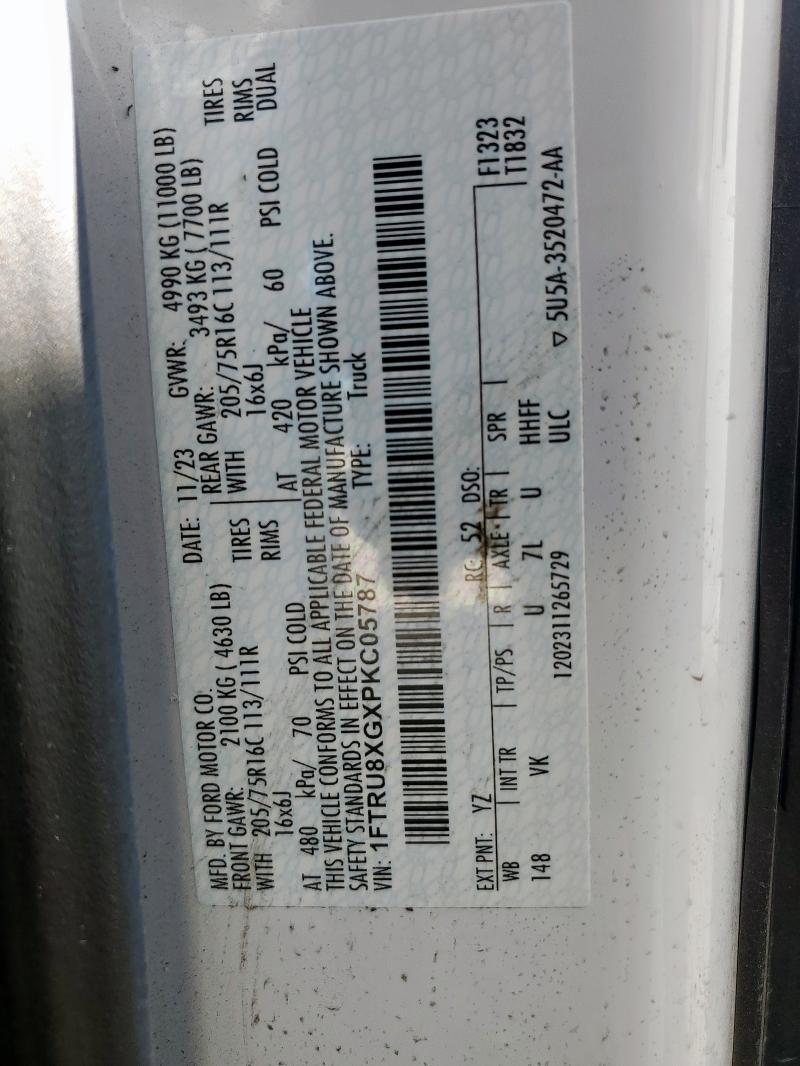 MFD. BY FORD MOTOR CO. DATE: 11/23 GVWR: 4990 KG (11000 LB)
FRONT GAWR: 2100 KG ( 4630 LB) REAR GAWR: 3493 KG ( 7700 LB)
WITH 205/75R16C 113/111R TIRES WITH 205/75R16C 113/111R TIRES
16x6J RIMS 16x6J RIMS
AT 480 kPa/ 70 PSI COLD AT 420 kPa/ 60 PSI COLD DUAL
THIS VEHICLE CONFORMS TO ALL APPLICABLE FEDERAL MOTOR VEHICLE
SAFETY STANDARDS IN EFFECT ON THE DATE OF MANUFACTURE SHOWN ABOVE.
VIN: 1FTRU8XGXPKC05787 TYPE: Truck
EXT PNT: YZ RC: 52 DSO: F1323
WB INT TR TP/PS R AXLE TR SPR T1832
148 VK U 7L U HHFF
1202311265729 ULC ▽ 5U5A-3520472-AA